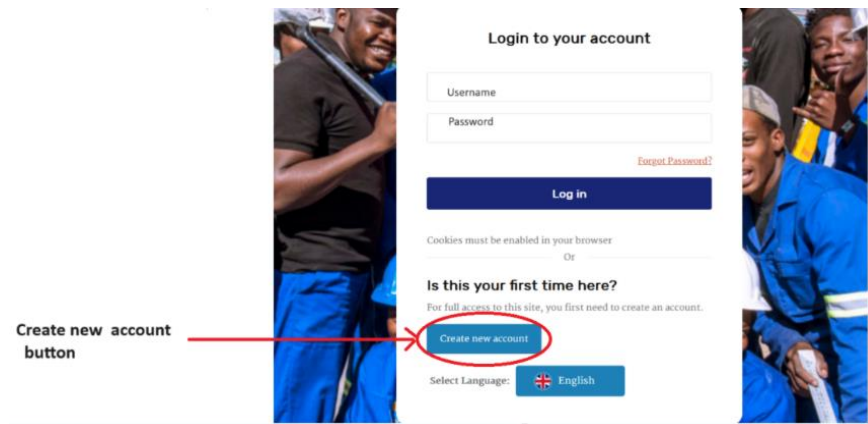 Login to your account
Username
Password
Forgot Password?
Log in
Cookies must be enabled in your browser
Or
Is this your first time here?
For full access to this site, you first need to create an account.
Create new account
button
Create new account
Select Language:
English